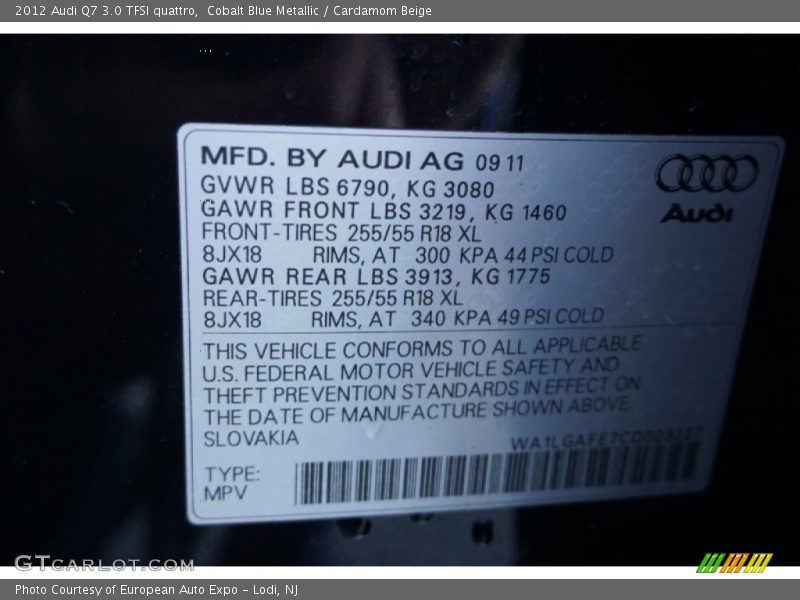 2012 Audi Q7 3.0 TFSI quattro, Cobalt Blue Metallic / Cardamom Beige
MFD. BY AUDI AG 09 11
GVWR LBS 6790, KG 3080
GAWR FRONT LBS 3219, KG 1460
FRONT-TIRES 255/55 R18 XL
8JX18 RIMS, AT 300 KPA 44 PSI COLD
GAWR REAR LBS 3913, KG 1775
REAR-TIRES 255/55 R18 XL
8JX18 RIMS, AT 340 KPA 49 PSI COLD
Audi
THIS VEHICLE CONFORMS TO ALL APPLICABLE
U.S. FEDERAL MOTOR VEHICLE SAFETY AND
THEFT PREVENTION STANDARDS IN EFFECT ON
THE DATE OF MANUFACTURE SHOWN ABOVE.
SLOVAKIA
TYPE:
MPV
GTCARLOT.COM
Photo Courtesy of European Auto Expo - Lodi, NJ